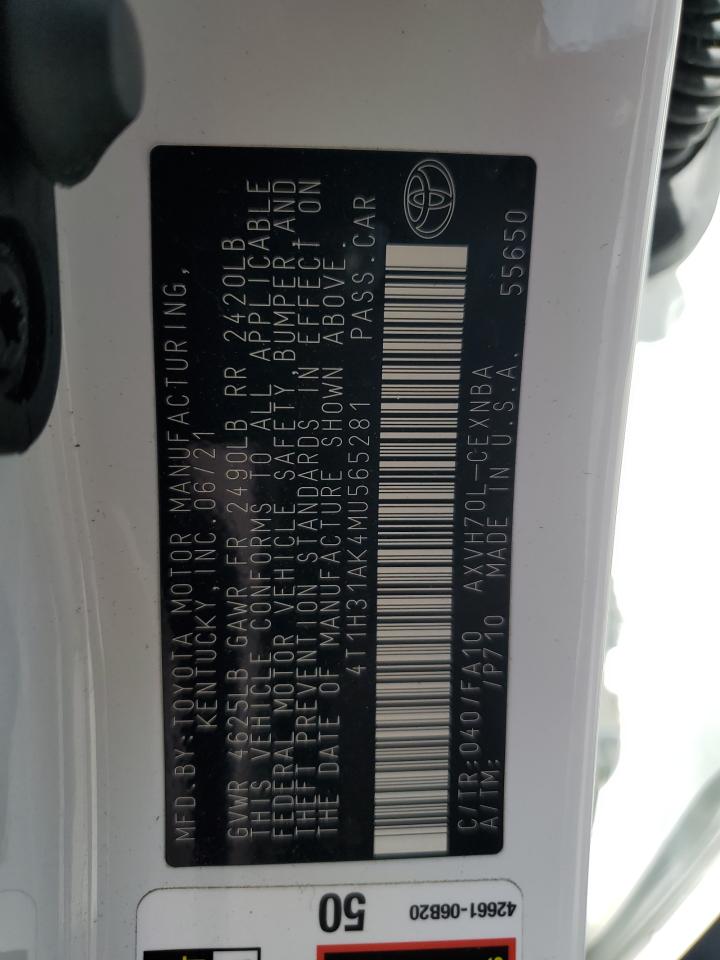 MFD.BY:TOYOTA MOTOR MANUFACTURING,
KENTUCKY,INC.06/21
GVWR 4625LB GAWR FR 2490LB RR 2420LB
THIS VEHICLE CONFORMS TO ALL APPLICABLE
FEDERAL MOTOR VEHICLE SAFETY,BUMPER,AND
THEFT PREVENTION STANDARDS IN EFFECT ON
THE DATE OF MANUFACTURE SHOWN ABOVE.
4T1H31AK4MU565281 PASS.CAR
C/TR:040/FA10 AXVH70L-CEXNBA
A/TM: /P710 MADE IN U.S.A. 55650
50
42661-06B20